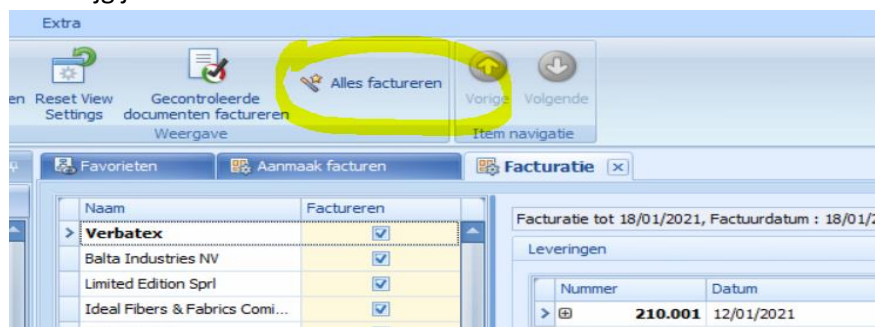 Extra
en Reset View Settings
Gecontroleerde documenten factureren
Alles factureren
Vorige Volgende
Weergave
Item navigatie
Favorieten Aanmaak facturen Facturatie
Naam Factureren
Verbatex
Balta Industries NV
Limited Edition Sprl
Ideal Fibers & Fabrics Comi...
Facturatie tot 18/01/2021, Factuurdatum : 18/01/2
Leveringen
Nummer Datum
210.001 12/01/2021